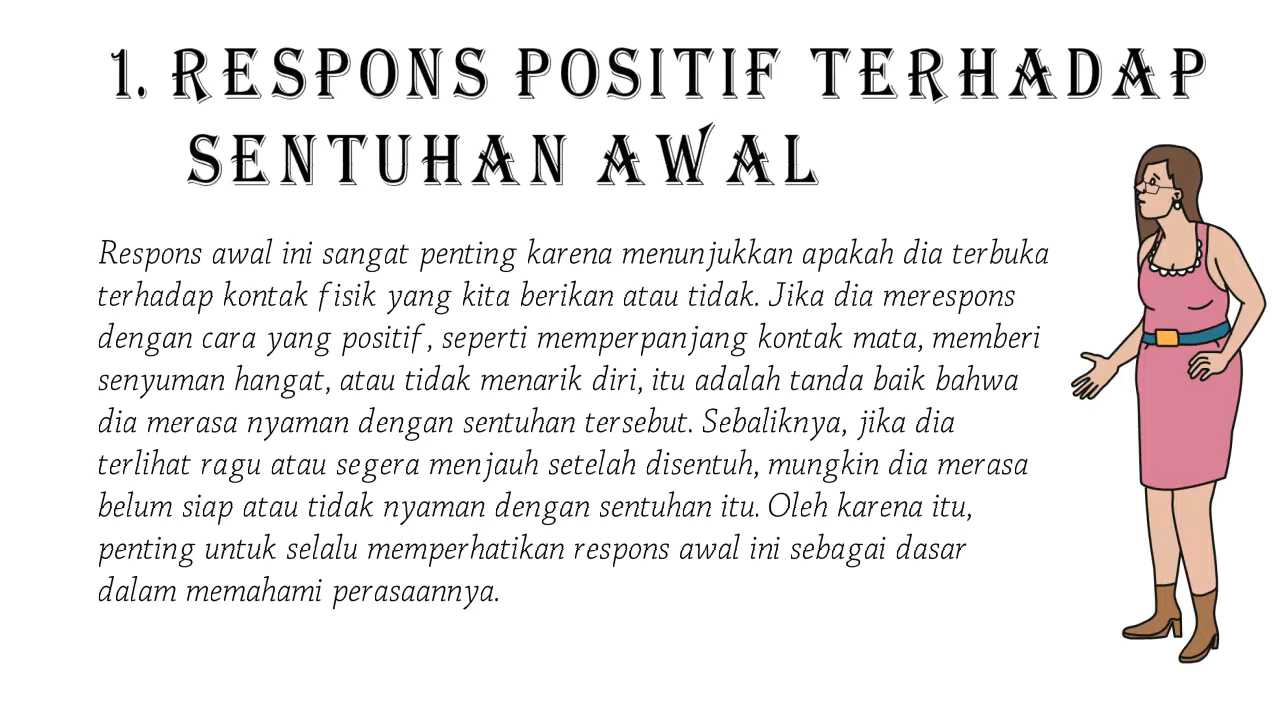 1. RESPONS POSITIF TERHADAP
SENTUHAN AWAL
Respons awal ini sangat penting karena menunjukkan apakah dia terbuka
terhadap kontak fisik yang kita berikan atau tidak. Jika dia merespons
dengan cara yang positif, seperti memperpanjang kontak mata, memberi
senyuman hangat, atau tidak menarik diri, itu adalah tanda baik bahwa
dia merasa nyaman dengan sentuhan tersebut. Sebaliknya, jika dia
terlihat ragu atau segera menjauh setelah disentuh, mungkin dia merasa
belum siap atau tidak nyaman dengan sentuhan itu. Oleh karena itu,
penting untuk selalu memperhatikan respons awal ini sebagai dasar
dalam memahami perasaannya.